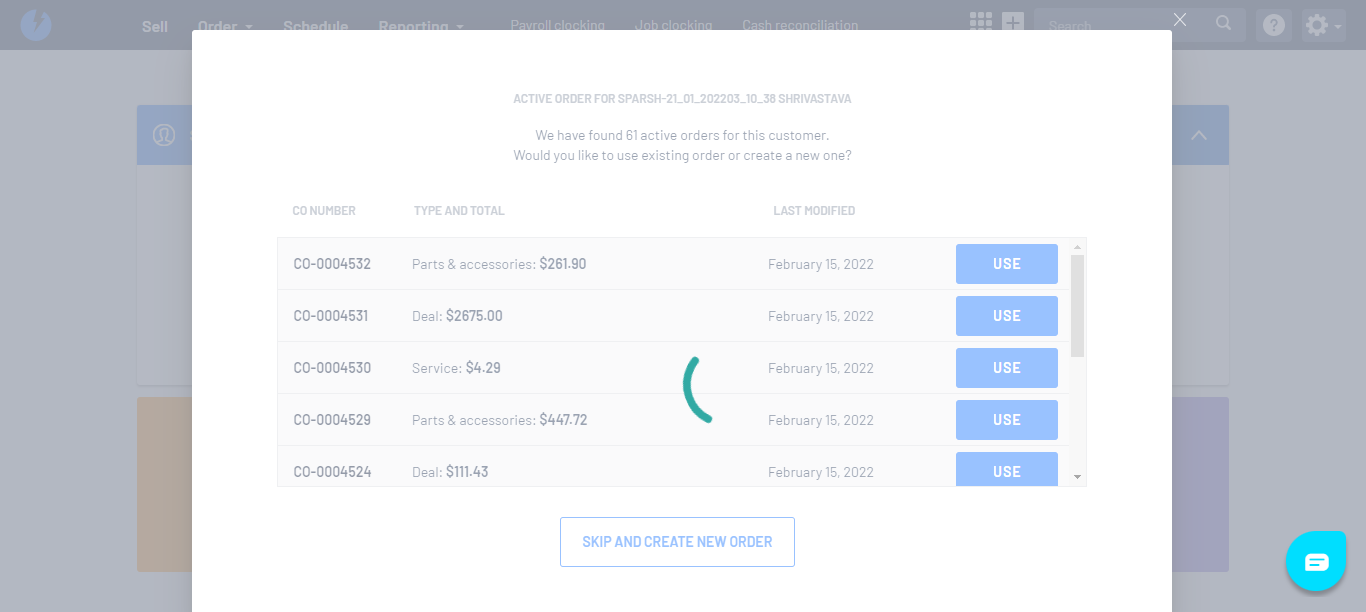 Sell Order Schedule Reporting Payroll clocking Job clocking Cash reconciliation Search
ACTIVE ORDER FOR SPARSH-21_01_202203_10_38 SHRIVASTAVA
We have found 61 active orders for this customer.
Would you like to use existing order or create a new one?
CO NUMBER TYPE AND TOTAL LAST MODIFIED
CO-0004532 Parts & accessories: $261.90 February 15, 2022 USE
CO-0004531 Deal: $2675.00 February 15, 2022 USE
CO-0004530 Service: $4.29 February 15, 2022 USE
CO-0004529 Parts & accessories: $447.72 February 15, 2022 USE
CO-0004524 Deal: $111.43 February 15, 2022 USE
SKIP AND CREATE NEW ORDER